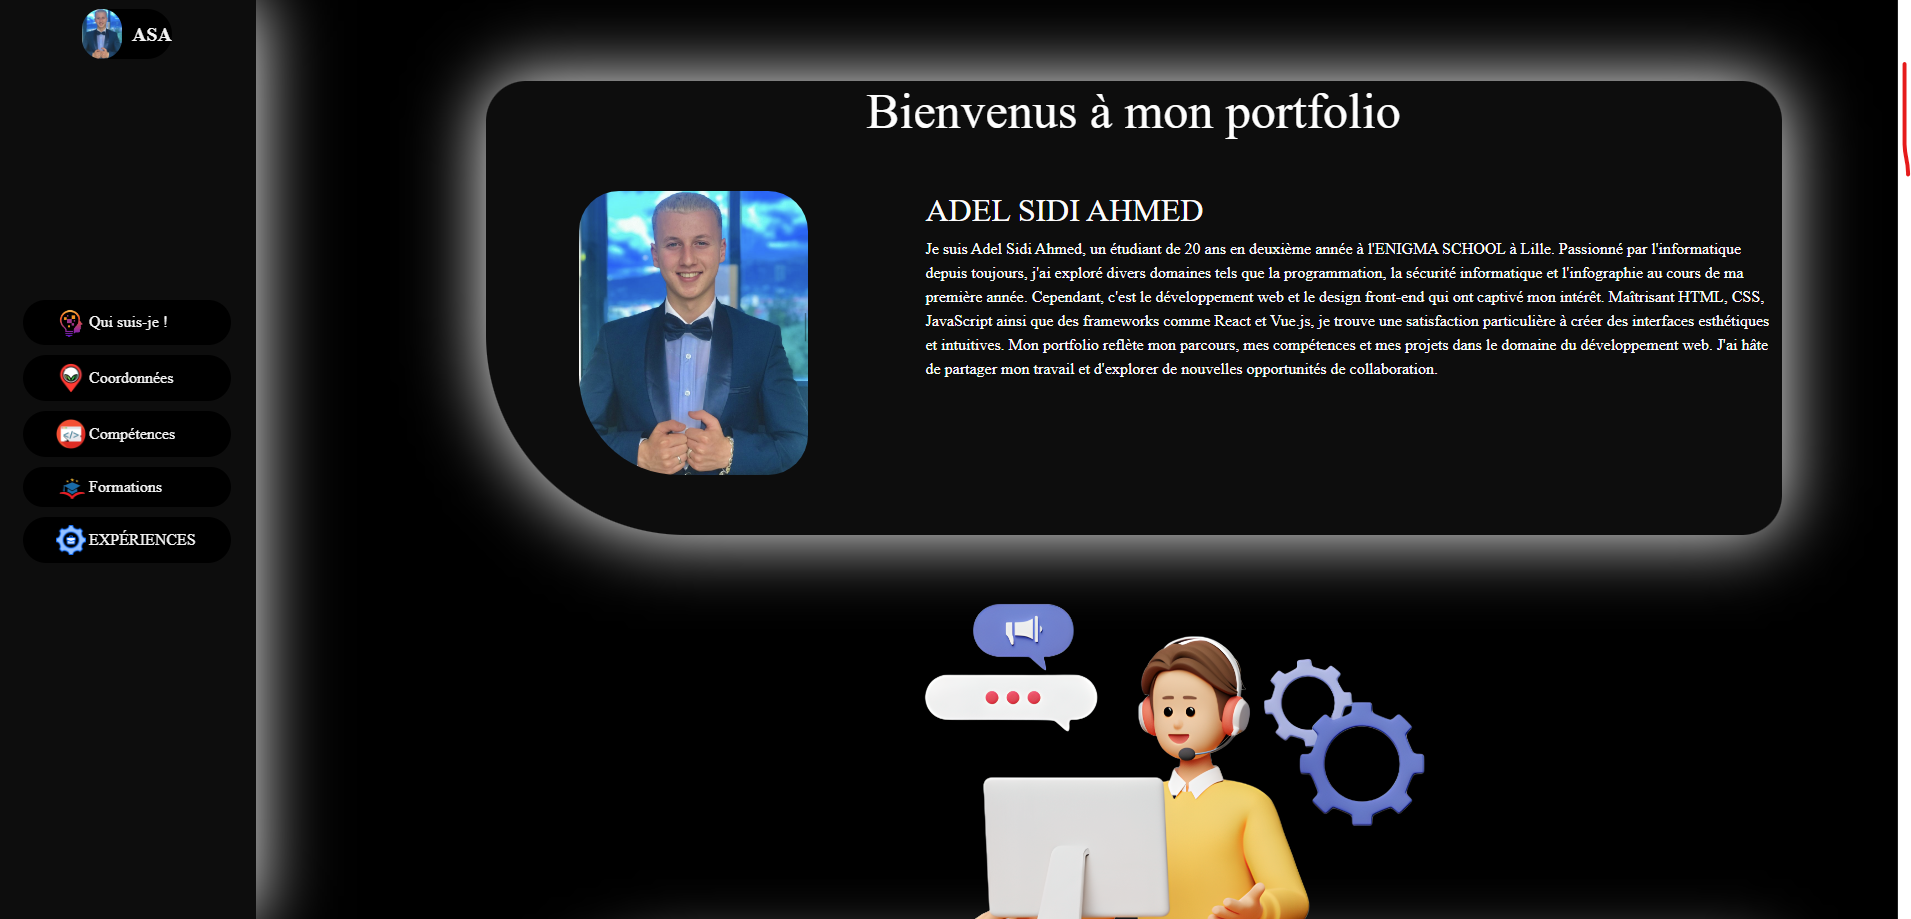 ASA
Qui suis-je !
Coordonnées
Compétences
Formations
EXPÉRIENCES
Bienvenus à mon portfolio
ADEL SIDI AHMED
Je suis Adel Sidi Ahmed, un étudiant de 20 ans en deuxième année à l'ENIGMA SCHOOL à Lille. Passionné par l'informatique
depuis toujours, j'ai exploré divers domaines tels que la programmation, la sécurité informatique et l'infographie au cours de ma
première année. Cependant, c'est le développement web et le design front-end qui ont captivé mon intérêt. Maîtrisant HTML, CSS,
JavaScript ainsi que des frameworks comme React et Vue.js, je trouve une satisfaction particulière à créer des interfaces esthétiques
et intuitives. Mon portfolio reflète mon parcours, mes compétences et mes projets dans le domaine du développement web. J'ai hâte
de partager mon travail et d'explorer de nouvelles opportunités de collaboration.